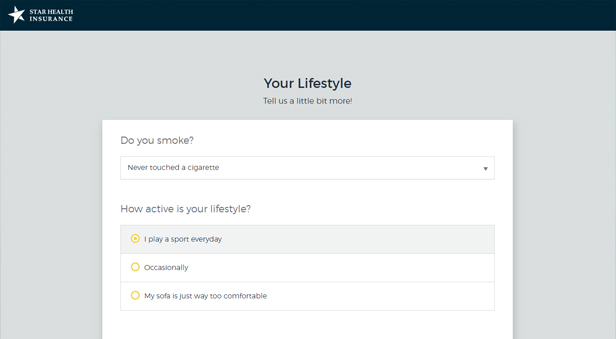 STAR HEALTH
INSURANCE
Your Lifestyle
Tell us a little bit more!
Do you smoke?
Never touched a cigarette
How active is your lifestyle?
I play a sport everyday
Occasionally
My sofa is just way too comfortable